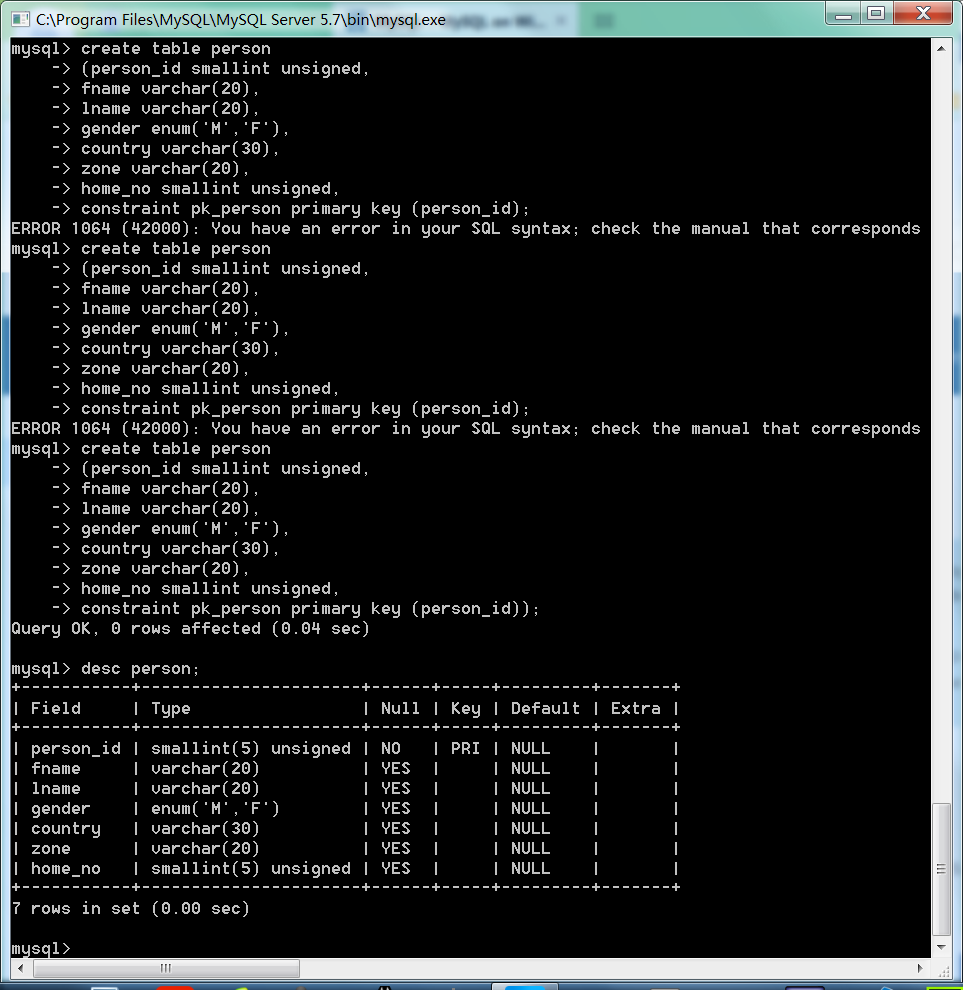 C:\Program Files\MySQL\MySQL Server 5.7\bin\mysql.exe
mysql> create table person
    -> (person_id smallint unsigned,
    -> fname varchar(20),
    -> lname varchar(20),
    -> gender enum('M','F'),
    -> country varchar(30),
    -> zone varchar(20),
    -> home_no smallint unsigned,
    -> constraint pk_person primary key (person_id);
ERROR 1064 (42000): You have an error in your SQL syntax; check the manual that corresponds
mysql> create table person
    -> (person_id smallint unsigned,
    -> fname varchar(20),
    -> lname varchar(20),
    -> gender enum('M','F'),
    -> country varchar(30),
    -> zone varchar(20),
    -> home_no smallint unsigned,
    -> constraint pk_person primary key (person_id);
ERROR 1064 (42000): You have an error in your SQL syntax; check the manual that corresponds
mysql> create table person
    -> (person_id smallint unsigned,
    -> fname varchar(20),
    -> lname varchar(20),
    -> gender enum('M','F'),
    -> country varchar(30),
    -> zone varchar(20),
    -> home_no smallint unsigned,
    -> constraint pk_person primary key (person_id));
Query OK, 0 rows affected (0.04 sec)
mysql> desc person;
+-----------+----------------------+------+-----+---------+-------+
| Field     | Type                 | Null | Key | Default | Extra |
+-----------+----------------------+------+-----+---------+-------+
| person_id | smallint(5) unsigned | NO   | PRI | NULL    |       |
| fname     | varchar(20)          | YES  |     | NULL    |       |
| lname     | varchar(20)          | YES  |     | NULL    |       |
| gender    | enum('M','F')        | YES  |     | NULL    |       |
| country   | varchar(30)          | YES  |     | NULL    |       |
| zone      | varchar(20)          | YES  |     | NULL    |       |
| home_no   | smallint(5) unsigned | YES  |     | NULL    |       |
+-----------+----------------------+------+-----+---------+-------+
7 rows in set (0.00 sec)
mysql>